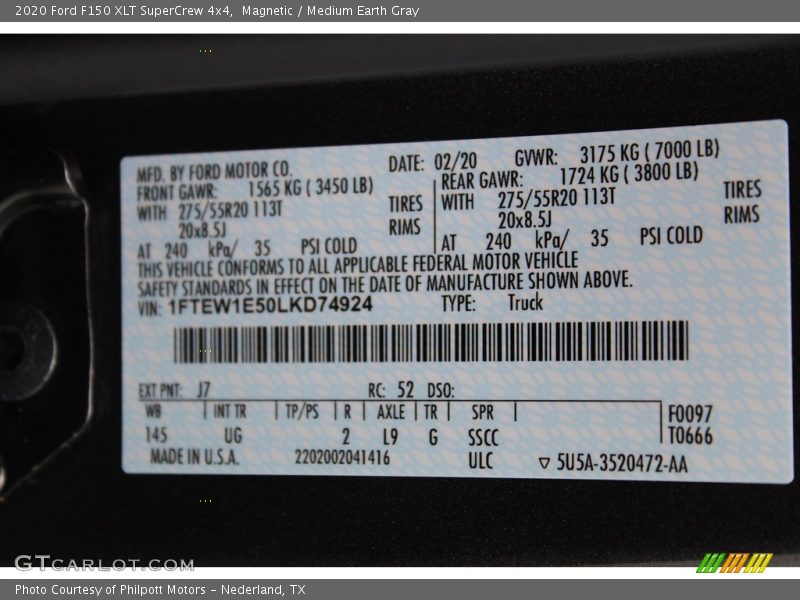 2020 Ford F150 XLT SuperCrew 4x4, Magnetic / Medium Earth Gray
MFD. BY FORD MOTOR CO.
DATE: 02/20
GVWR: 3175 KG ( 7000 LB)
FRONT GAWR: 1565 KG ( 3450 LB)
REAR GAWR: 1724 KG ( 3800 LB)
WITH 275/55R20 113T TIRES
WITH 275/55R20 113T TIRES
20x8.5J RIMS
20x8.5J RIMS
AT 240 kPa/ 35 PSI COLD
AT 240 kPa/ 35 PSI COLD
THIS VEHICLE CONFORMS TO ALL APPLICABLE FEDERAL MOTOR VEHICLE
SAFETY STANDARDS IN EFFECT ON THE DATE OF MANUFACTURE SHOWN ABOVE.
VIN: 1FTEW1E50LKD74924 TYPE: Truck
EXT PNT: J7 RC: 52 DSO:
WB INT TR TP/PS R AXLE TR SPR F0097
145 UG 2 L9 G SSCC T0666
MADE IN U.S.A. 2202002041416 ULC ▽ 5U5A-3520472-AA
GTCARLOT.COM
Photo Courtesy of Philpott Motors - Nederland, TX